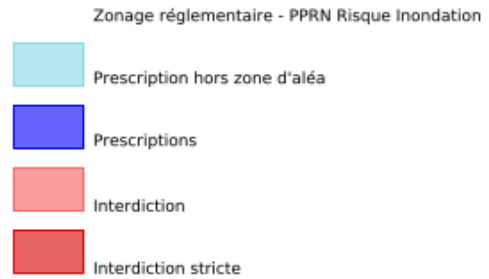 Zonage réglementaire - PPRN Risque Inondation
Prescription hors zone d'aléa
Prescriptions
Interdiction
Interdiction stricte